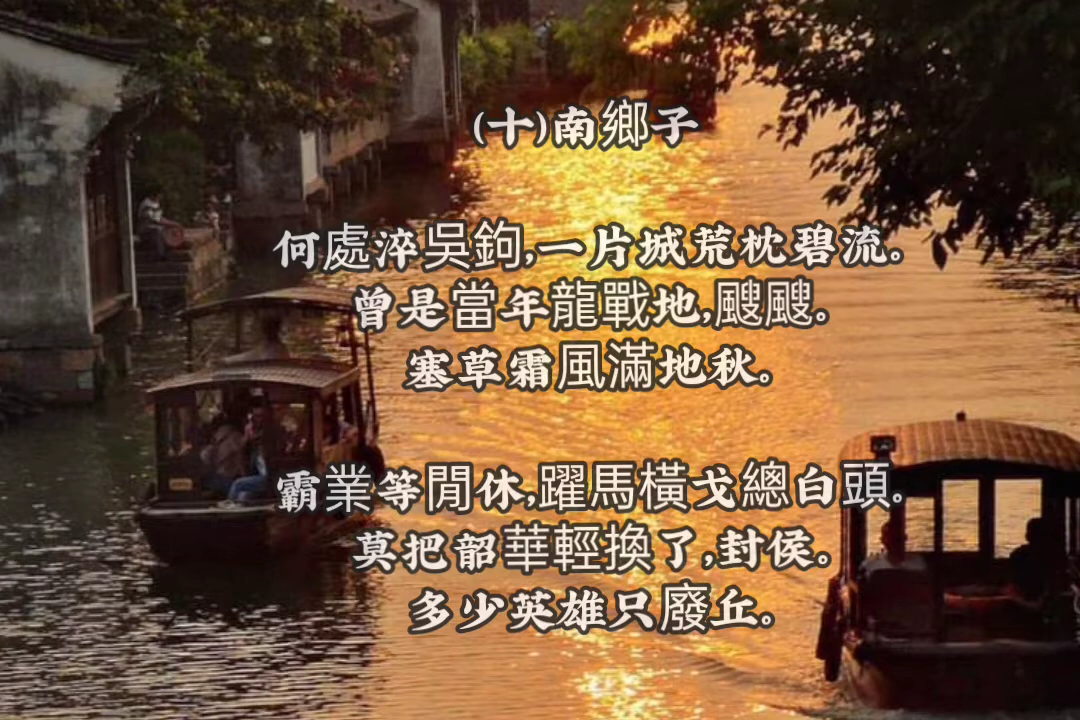 (十)南鄉子
何處淬吳鉤,一片城荒枕碧流。
曾是當年龍戰地,颼颼。
塞草霜風滿地秋。
霸業等閒休,躍馬橫戈總白頭.
莫把韶華輕換了,封侯。
多少英雄只廢丘。